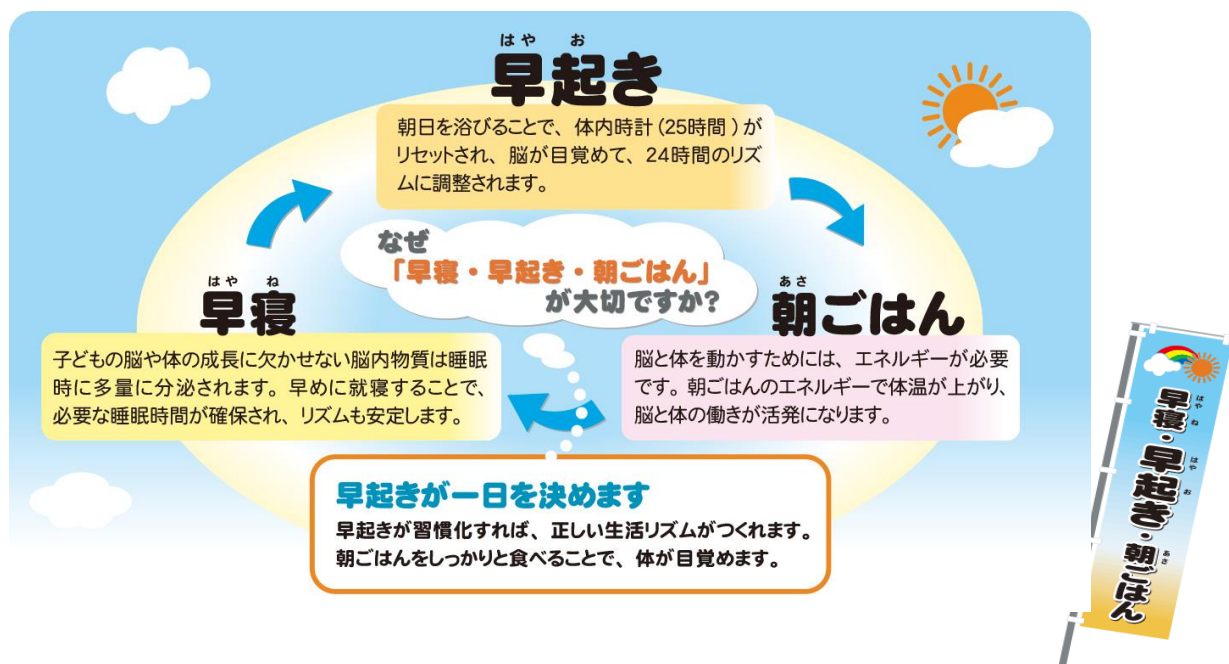 はや お
早起き
朝日を浴びることで、体内時計(25時間)が
リセットされ、脳が目覚めて、24時間のリズ
ムに調整されます。
なぜ
「早寝・早起き・朝ごはん」
が大切ですか?
はや ね
早寝
子どもの脳や体の成長に欠かせない脳内物質は睡眠
時に多量に分泌されます。早めに就寝することで、
必要な睡眠時間が確保され、リズムも安定します。
あさ
朝ごはん
脳と体を動かすためには、エネルギーが必要
です。朝ごはんのエネルギーで体温が上がり、
脳と体の働きが活発になります。
早起きが一日を決めます
早起きが習慣化すれば、正しい生活リズムがつくれます。
朝ごはんをしっかりと食べることで、体が目覚めます。
はや ね はや お あさ
早寝・早起き・朝ごはん